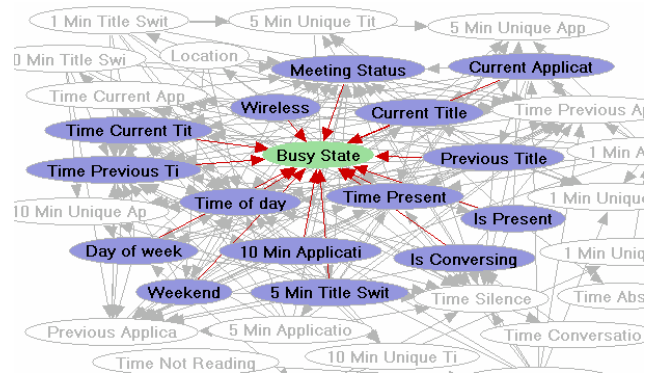 1 Min Title Swit
5 Min Unique Tit
5 Min Unique App
Location
0 Min Title Swi
Meeting Status
Current Applicat
Time Current App
Wireless
Current Title
Time Previous Ap
Time Current Tit
Busy State
Previous Title
1 Min A
Time Previous Ti
Time of day
Time Present
1 Min Unique
10 Min Unique Ap
Is Present
Day of week
10 Min Applicati
Is Conversing
1 Min Uniqu
Weekend
5 Min Title Swit
Time Silence
Time Abs
Previous Applica
5 Min Applicatio
Time Conversatio
Time Not Reading
10 Min Unique Ti